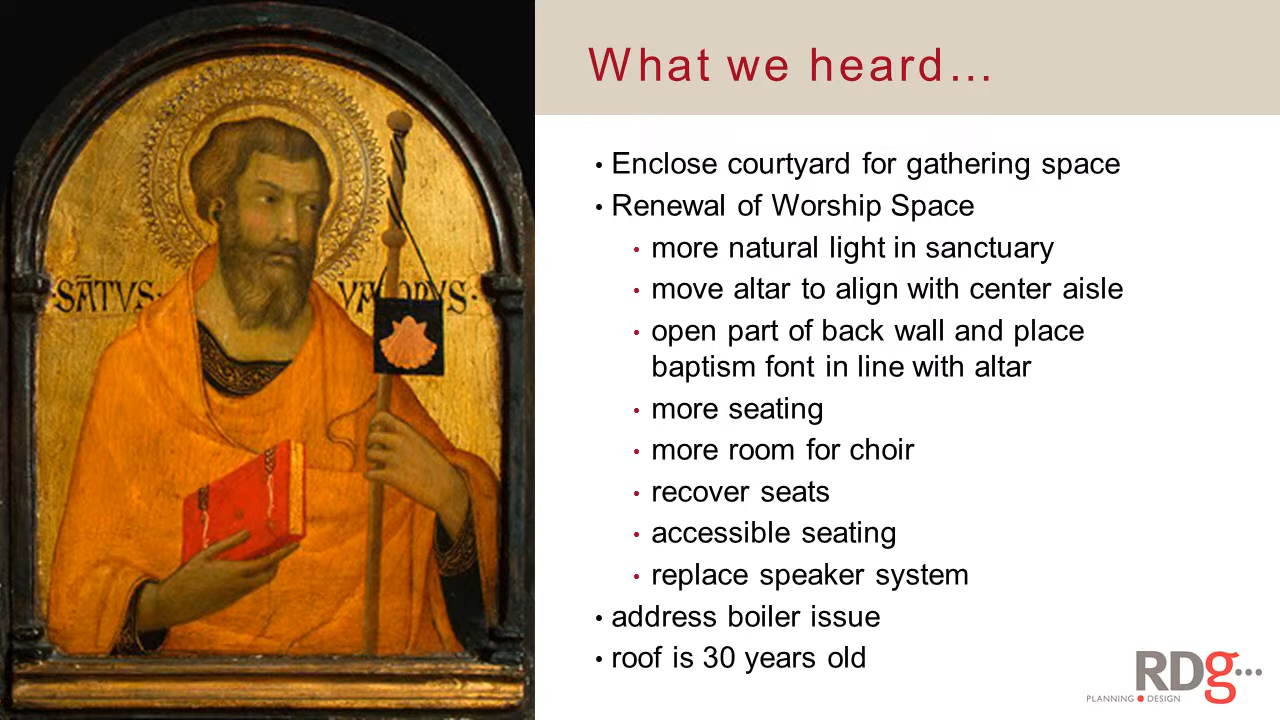 What we heard...
• Enclose courtyard for gathering space
• Renewal of Worship Space
• more natural light in sanctuary
• move altar to align with center aisle
• open part of back wall and place
baptism font in line with altar
• more seating
• more room for choir
• recover seats
• accessible seating
• replace speaker system
• address boiler issue
• roof is 30 years old
RDg...
PLANNING ● DESIGN